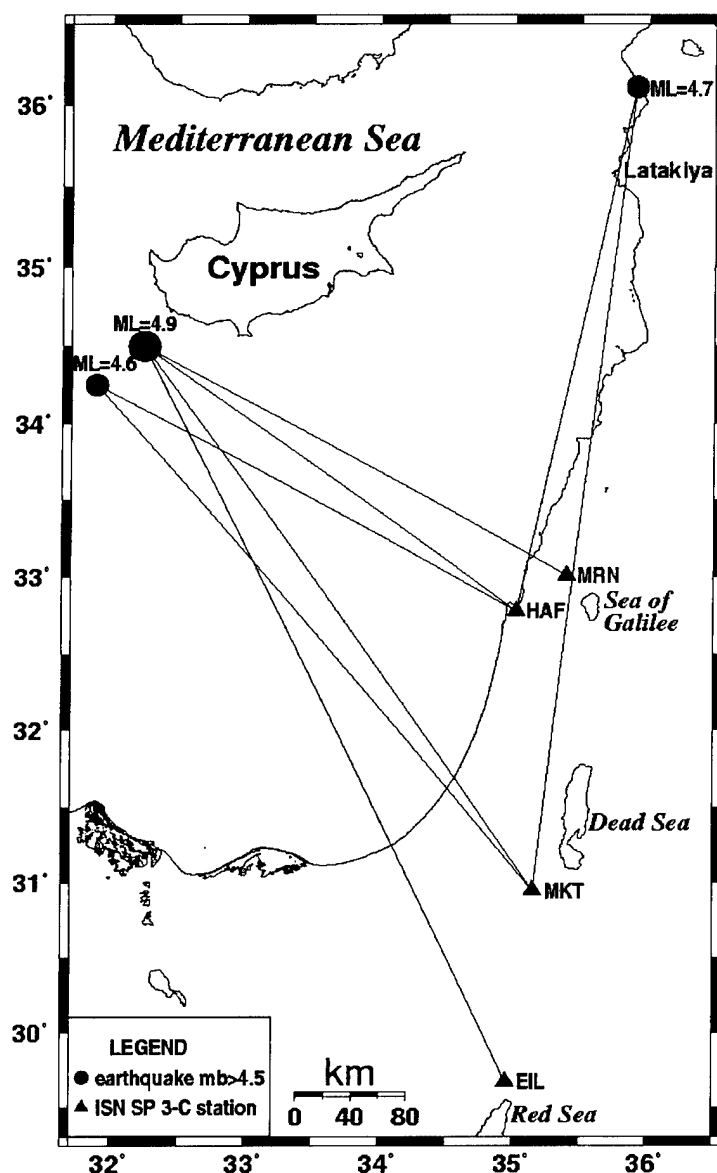 36˚
ML=4.7
Mediterranean Sea
Latakiya
35˚
Cyprus
ML=4.9
ML=4.6
34˚
33˚
MRN
HAF
Sea of
Galilee
32˚
Dead Sea
31˚
MKT
30˚
LEGEND
earthquake mb>4.5
ISN SP 3-C station
km
0 40 80
EIL
Red Sea
32˚ 33˚ 34˚ 35˚ 36˚